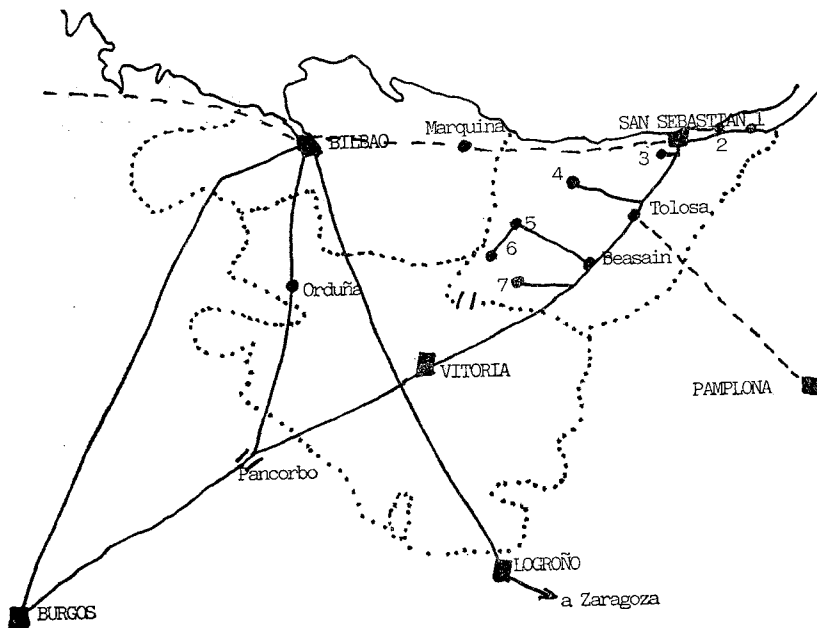 SAN SEBASTIAN 1
BILBAO
Marquina
2
3
4
Tolosa
5
6
Beasain
7
Orduña
VITORIA
PAMPLONA
Pancorbo
LOGROÑO
a Zaragoza
BURGOS